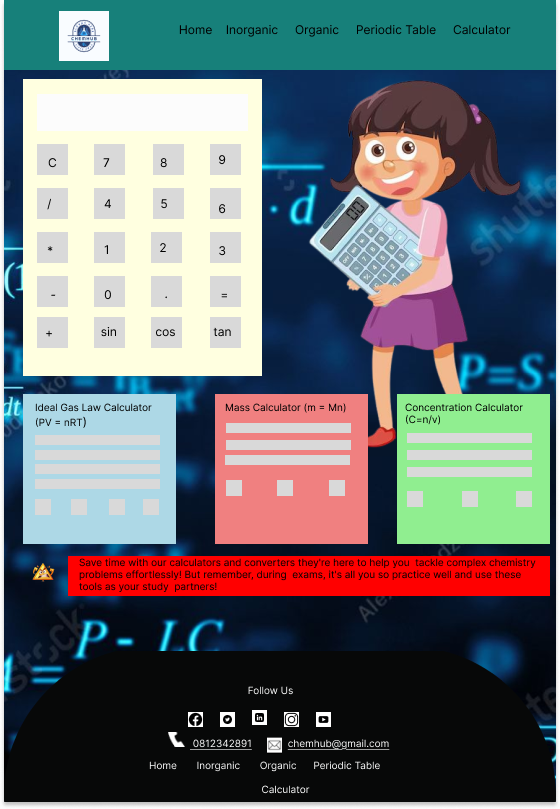 CHEMHUB
Home Inorganic Organic Periodic Table Calculator
C 7 8 9
/ 4 5 6
* 1 2 3
- 0 . =
+ sin cos tan
· d
P=S·
Ideal Gas Law Calculator
(PV = nRT)
Mass Calculator (m = Mn)
Concentration Calculator
(C=n/v)
Save time with our calculators and converters they're here to help you tackle complex chemistry
problems effortlessly! But remember, during exams, it's all you so practice well and use these
tools as your study partners!
P - LC
Follow Us
0812342891 chemhub@gmail.com
Home Inorganic Organic Periodic Table
Calculator